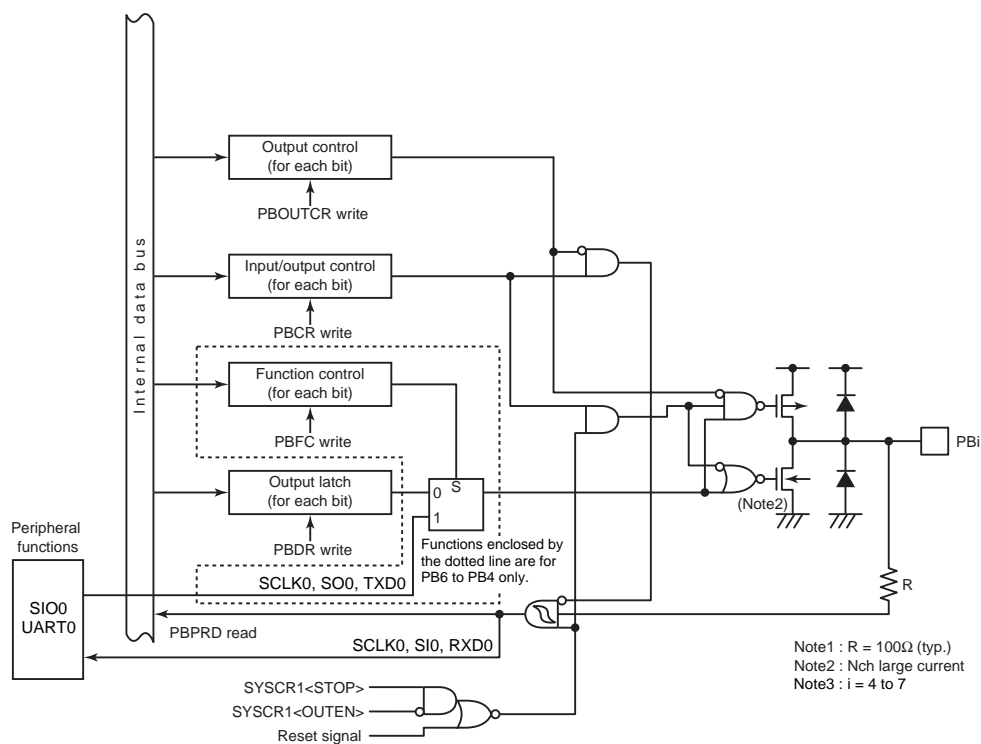 Output control
(for each bit)
PBOUTCR write
Internal data bus
Input/output control
(for each bit)
PBCR write
Function control
(for each bit)
PBFC write
PBi
Output latch
(for each bit)
0
S
1
(Note2)
PBDR write
Functions enclosed by
the dotted line are for
PB6 to PB4 only.
Peripheral
functions
SIO0
UART0
SCLK0, SO0, TXD0
R
PBPRD read
SCLK0, SI0, RXD0
Note1 : R = 100Ω (typ.)
Note2 : Nch large current
Note3 : i = 4 to 7
SYSCR1<STOP>
SYSCR1<OUTEN>
Reset signal